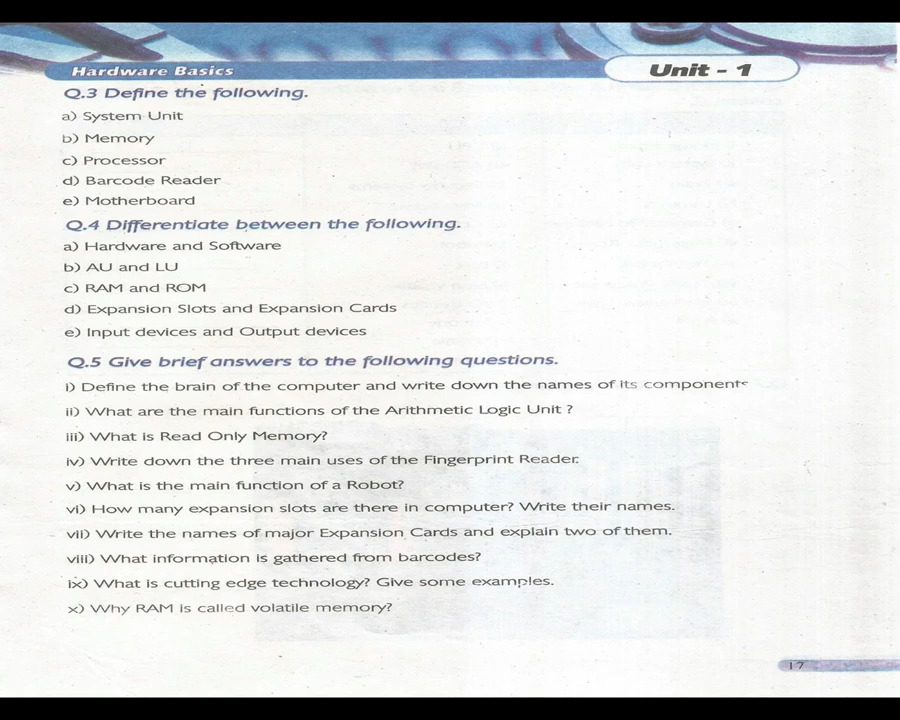 Hardware Basics
Unit - 1
Q.3 Define the following.
a) System Unit
b) Memory
c) Processor
d) Barcode Reader
e) Motherboard
Q.4 Differentiate between the following.
a) Hardware and Software
b) AU and LU
c) RAM and ROM
d) Expansion Slots and Expansion Cards
e) Input devices and Output devices
Q.5 Give brief answers to the following questions.
i) Define the brain of the computer and write down the names of its components
ii) What are the main functions of the Arithmetic Logic Unit ?
iii) What is Read Only Memory?
iv) Write down the three main uses of the Fingerprint Reader.
v) What is the main function of a Robot?
vi) How many expansion slots are there in computer? Write their names.
vii) Write the names of major Expansion Cards and explain two of them.
viii) What information is gathered from barcodes?
ix) What is cutting edge technology? Give some examples.
x) Why RAM is called volatile memory?
17